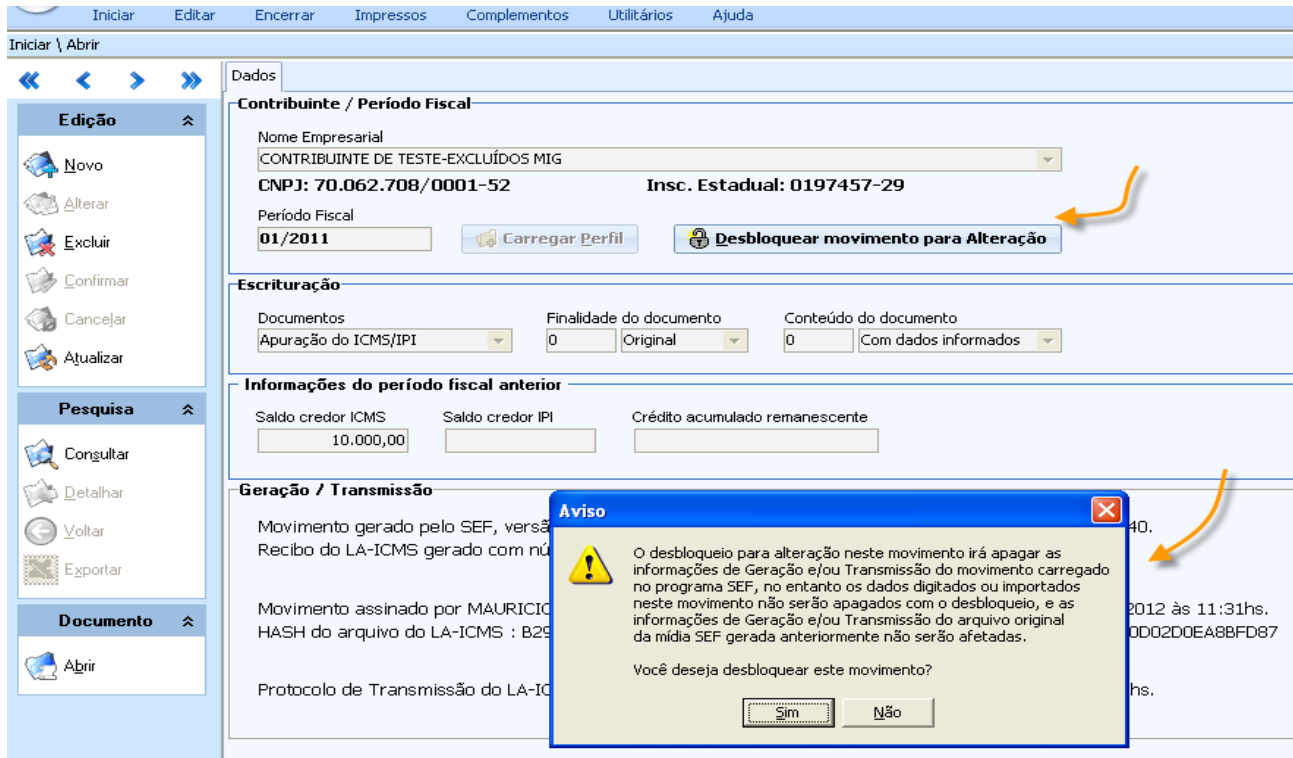 Iniciar Editar Encerrar Impressos Complementos Utilitários Ajuda
Iniciar \ Abrir
Edição
Novo
Alterar
Excluir
Confirmar
Cancelar
Atualizar
Pesquisa
Consultar
Detalhar
Voltar
Exportar
Documento
Abrir
Dados
Contribuinte / Período Fiscal
Nome Empresarial
CONTRIBUINTE DE TESTE-EXCLUÍDOS MIG
CNPJ: 70.062.708/0001-52 Insc. Estadual: 0197457-29
Período Fiscal
01/2011 Carregar Perfil Desbloquear movimento para Alteração
Escrituração
Documentos Finalidade do documento Conteúdo do documento
Apuração do ICMS/IPI 0 Original 0 Com dados informados
Informações do período fiscal anterior
Saldo credor ICMS Saldo credor IPI Crédito acumulado remanescente
10.000,00
Geração / Transmissão
Movimento gerado pelo SEF, versã 40.
Recibo do LA-ICMS gerado com nú
Movimento assinado por MAURICIO 2012 às 11:31hs.
HASH do arquivo do LA-ICMS : B29 0D02D0EA8BFD87
Protocolo de Transmissão do LA-IC hs.
Aviso
O desbloqueio para alteração neste movimento irá apagar as
informações de Geração e/ou Transmissão do movimento carregado
no programa SEF, no entanto os dados digitados ou importados
neste movimento não serão apagados com o desbloqueio, e as
informações de Geração e/ou Transmissão do arquivo original
da mídia SEF gerada anteriormente não serão afetadas.
Você deseja desbloquear este movimento?
Sim Não